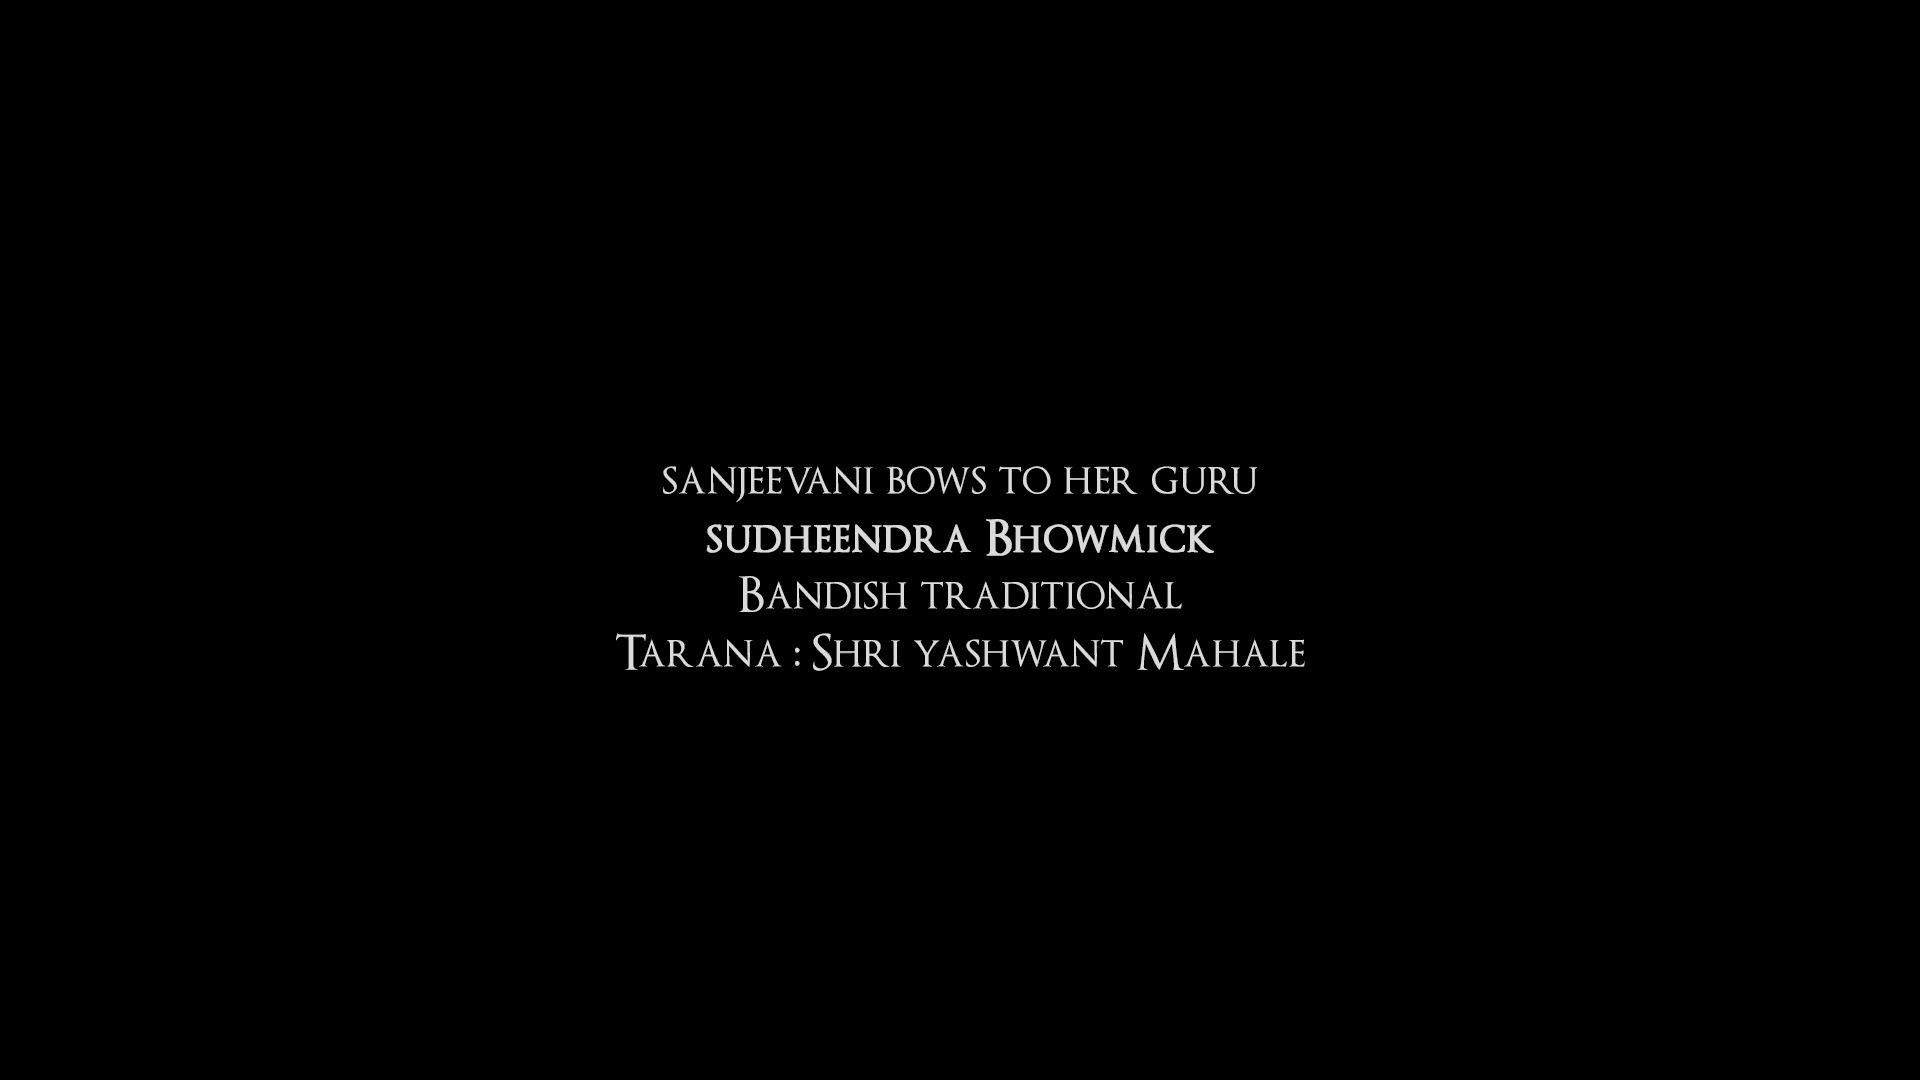 SANJEEVANI BOWS TO HER GURU
SUDHEENDRA BHOWMICK
BANDISH TRADITIONAL
TARANA : SHRI YASHWANT MAHALE